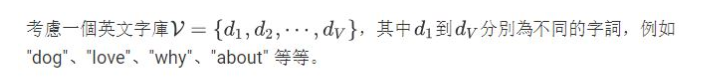 考慮一個英文字庫𝒱 = {d₁, d₂, ⋯, d_V}，其中d₁到d_V分別為不同的字詞，例如
"dog"、"love"、"why"、"about" 等等。